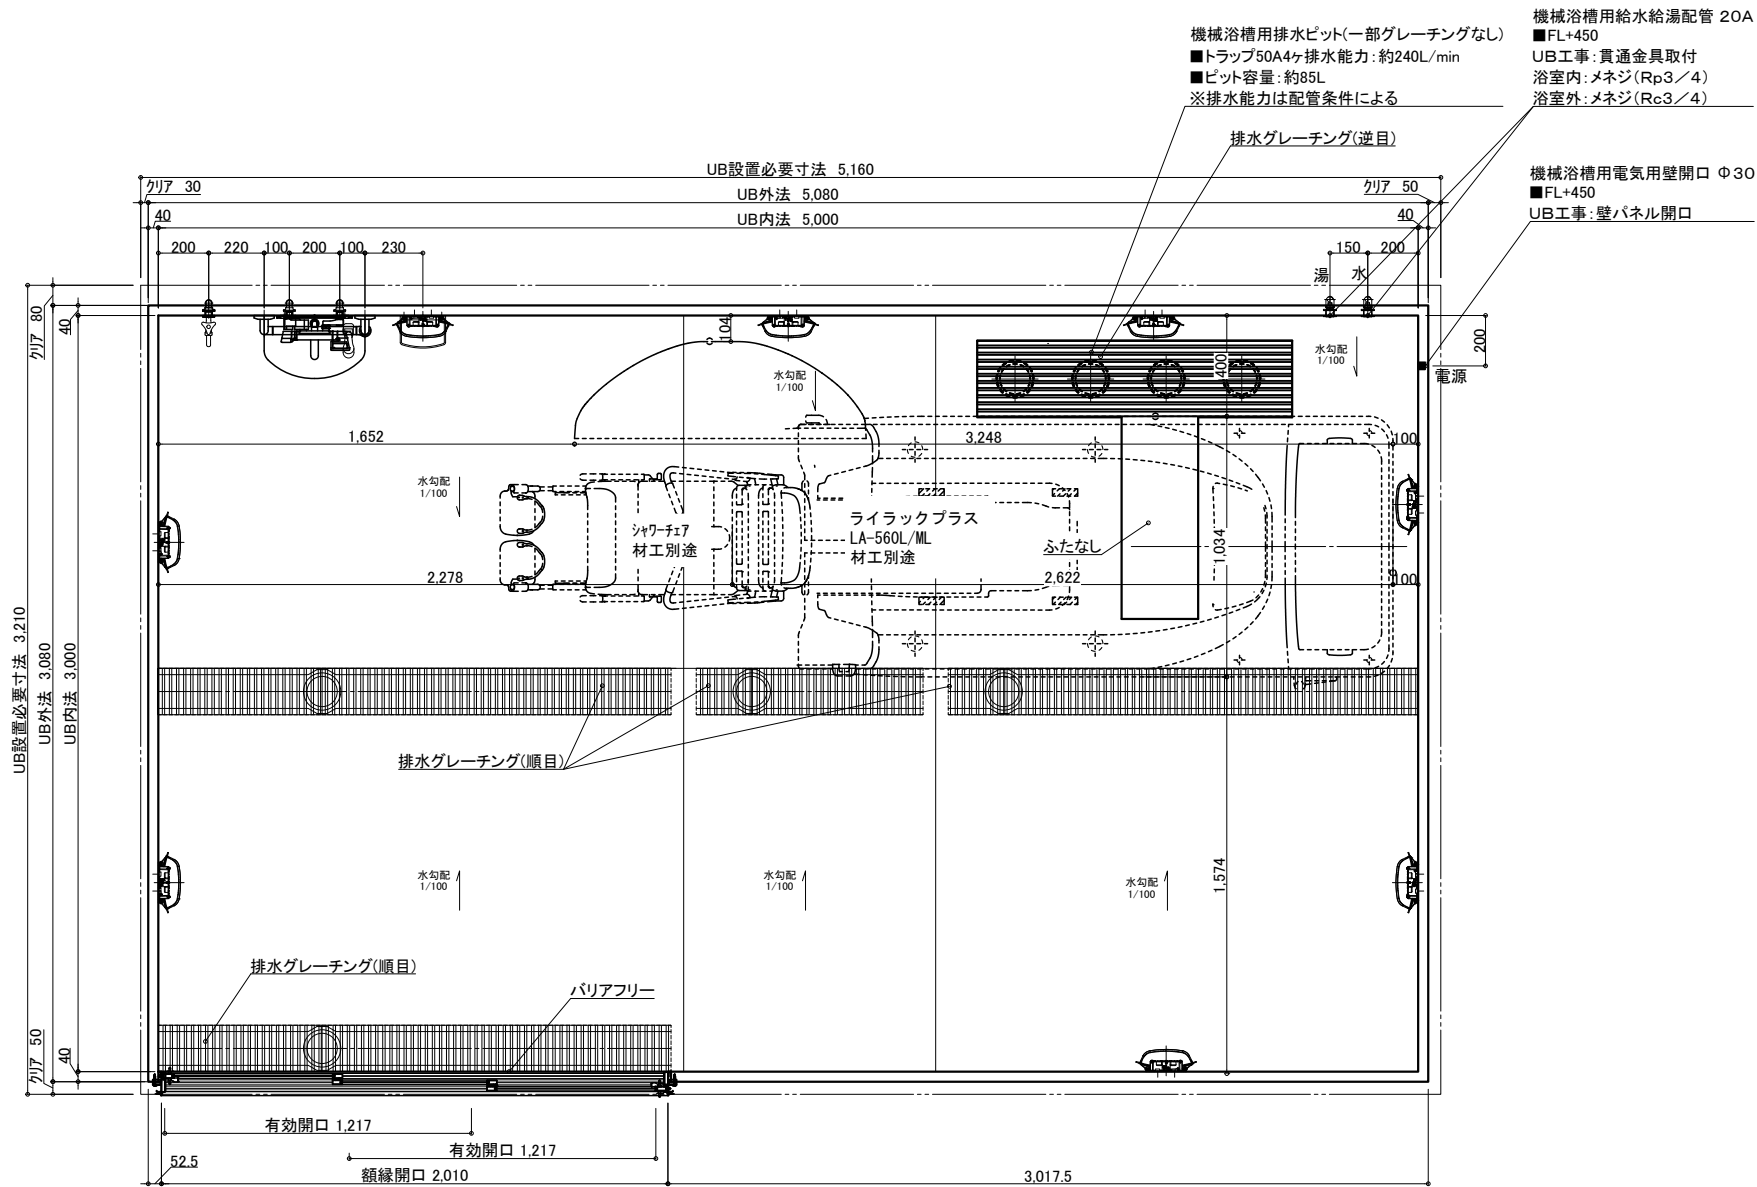 機械浴槽用排水ピット(一部グレーチングなし)
■トラップ50A4ヶ排水能力:約240L/min
■ピット容量:約85L
※排水能力は配管条件による
機械浴槽用給水給湯配管 20A
■FL+450
UB工事:貫通金具取付
浴室内:メネジ(Rp3/4)
浴室外:メネジ(Rc3/4)
排水グレーチング(逆目)
機械浴槽用電気用壁開口 Φ30
■FL+450
UB工事:壁パネル開口
UB設置必要寸法 5,160
クリア 30
UB外法 5,080
クリア 50
40
UB内法 5,000
40
200
220
100
200
100
230
150
200
湯
水
クリア 80
40
104
400
水勾配
1/100
200
電源
水勾配
1/100
1,652
3,248
100
水勾配
1/100
シャワーチェア
材工別途
ライラックプラス
LA-560L/ML
材工別途
ふたなし
1,034
2,278
2,622
100
UB設置必要寸法 3,210
UB外法 3,080
UB内法 3,000
排水グレーチング(順目)
水勾配
1/100
水勾配
1/100
水勾配
1/100
1,574
排水グレーチング(順目)
バリアフリー
クリア 50
40
有効開口 1,217
有効開口 1,217
52.5
額縁開口 2,010
3,017.5